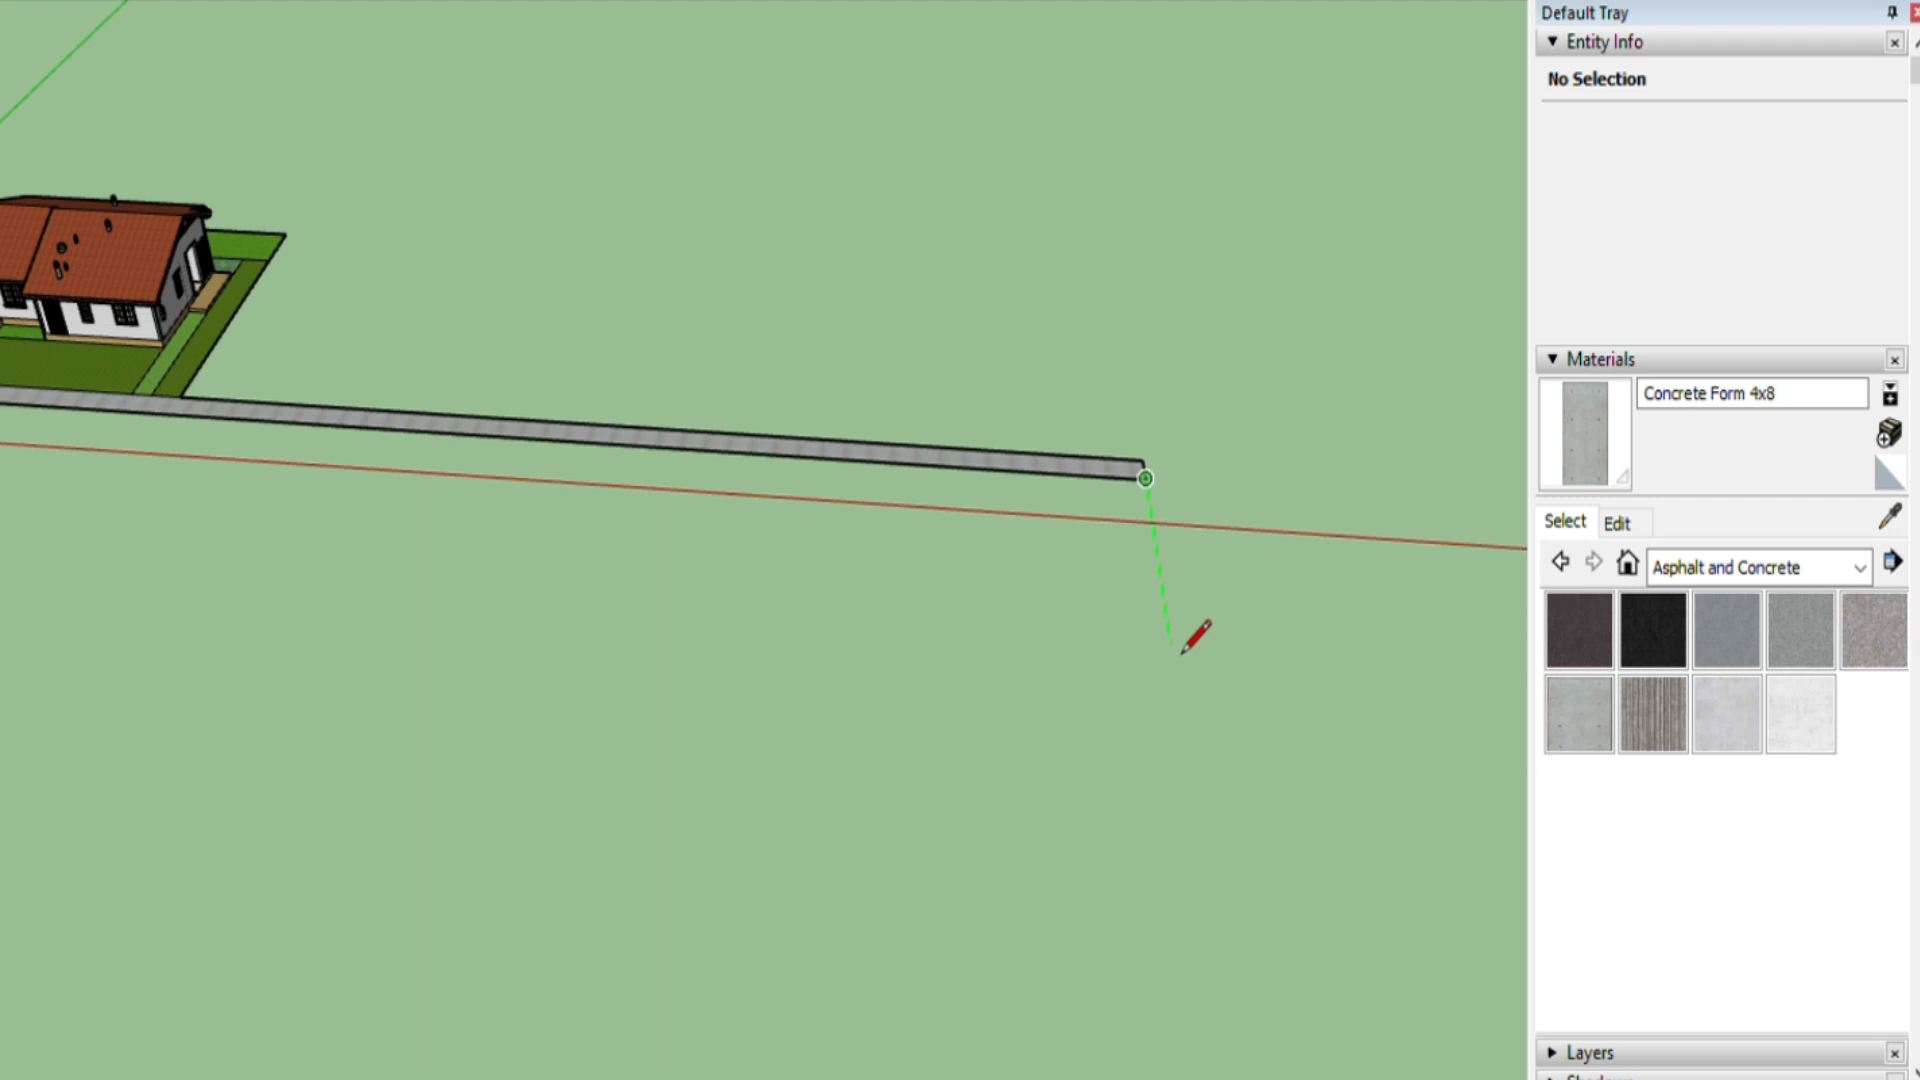 Default Tray
Entity Info
No Selection
Materials
Concrete Form 4x8
Select Edit
Asphalt and Concrete
Layers